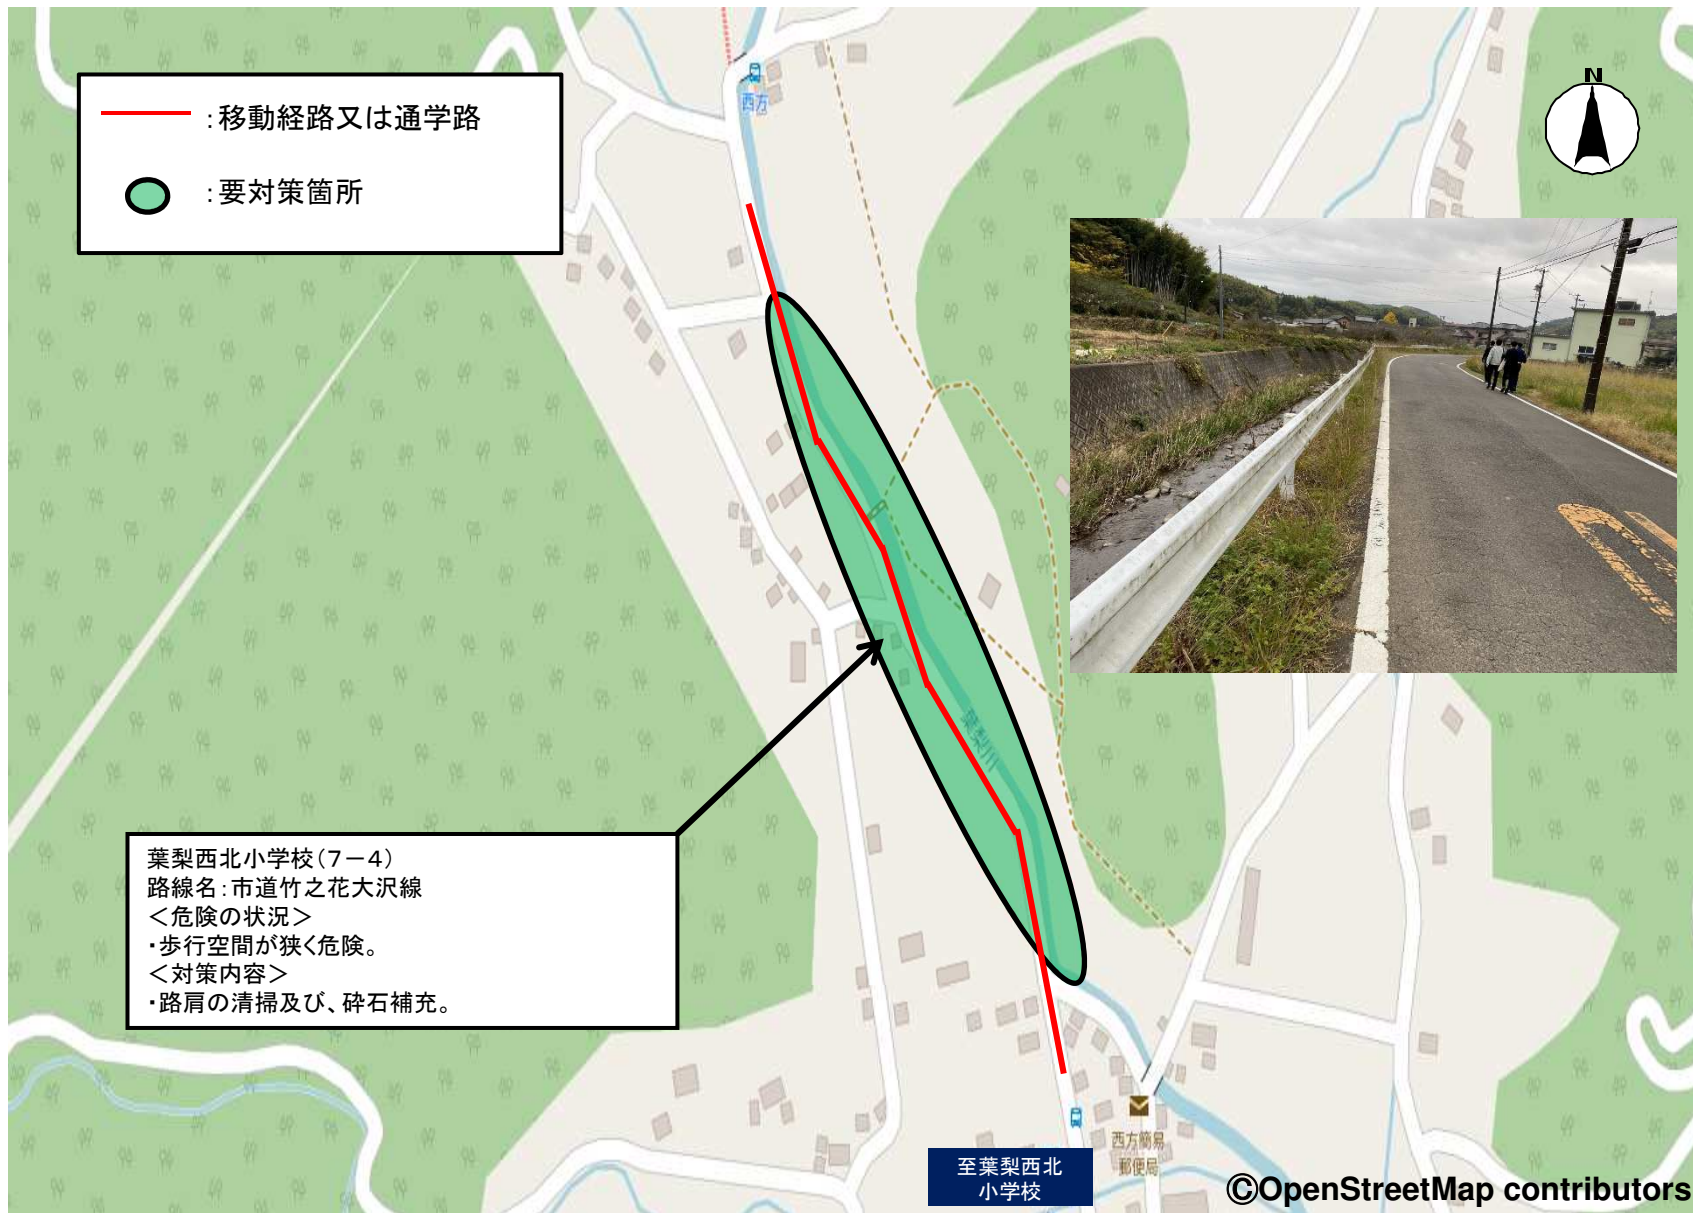 ：移動経路又は通学路
：要対策箇所
N
西方
葉梨川
葉梨西北小学校（７－４）
路線名：市道竹之花大沢線
＜危険の状況＞
・歩行空間が狭く危険。
＜対策内容＞
・路肩の清掃及び、砕石補充。
西方簡易
郵便局
至葉梨西北
小学校
©OpenStreetMap contributors